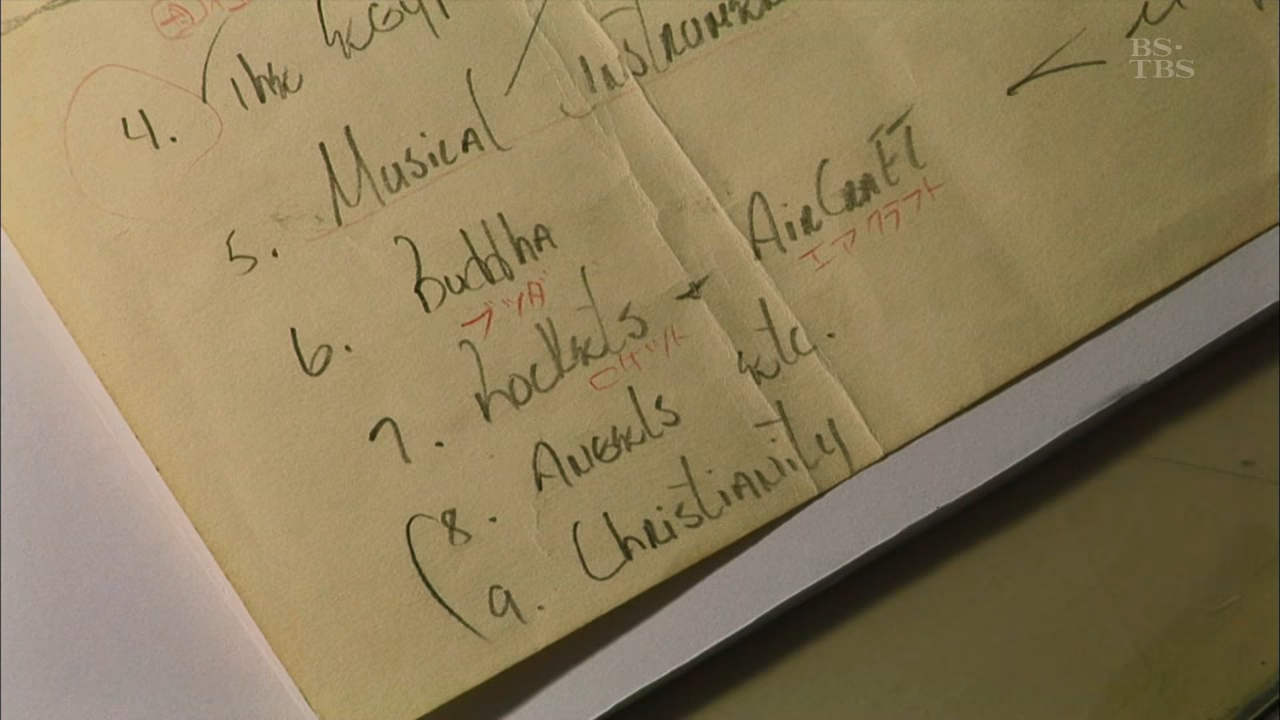 4. The
Musical Instrum
5. Buddha
ブッダ
6. Rockets + AirCraft
ロケット エアクラフト
7. Angels etc.
(8. Christianity
9.
BS-
TBS